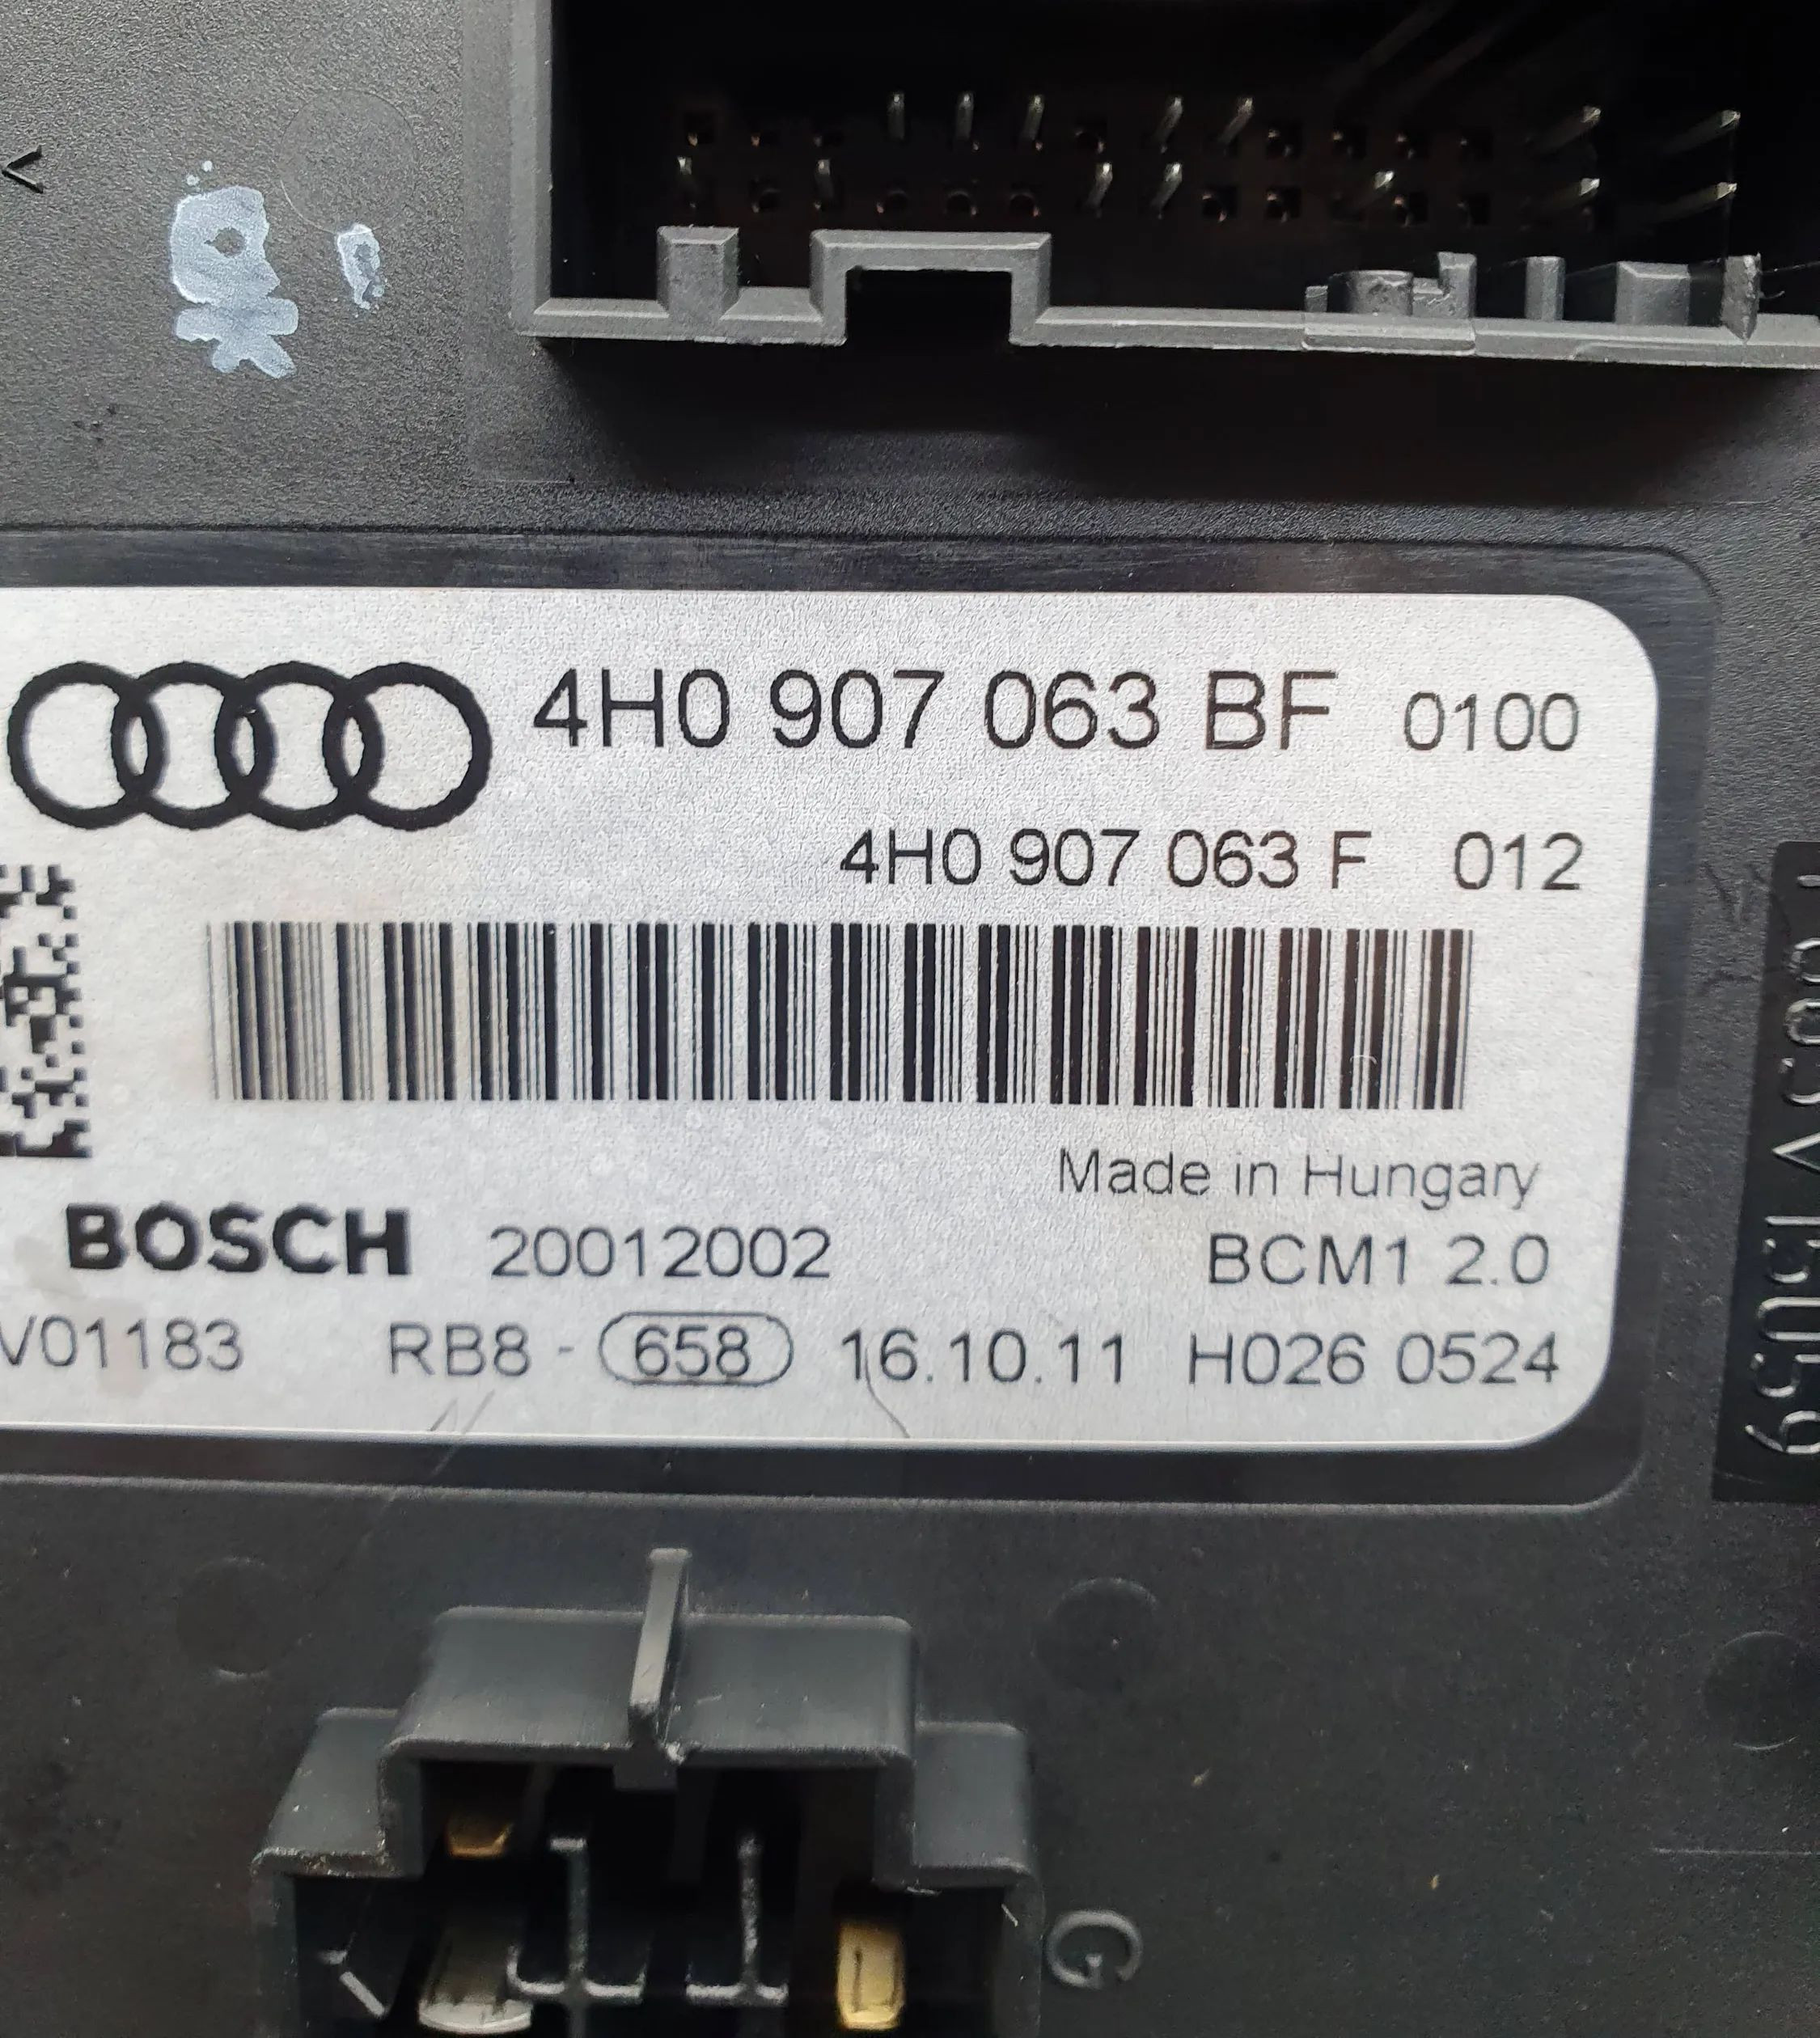 4H0 907 063 BF 0100
4H0 907 063 F 012
Made in Hungary
BOSCH 20012002 BCM1 2.0
V01183 RB8 - 658 16.10.11 H026 0524
G